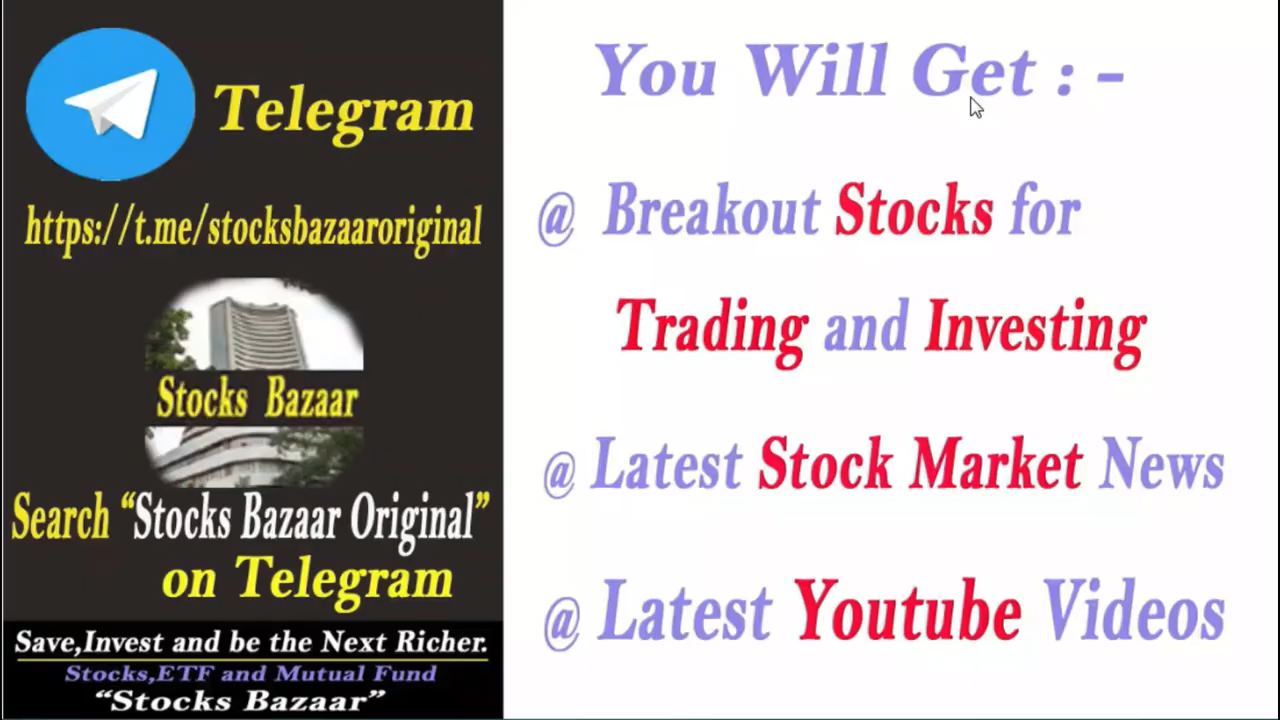 Telegram
https://t.me/stocksbazaaroriginal
Stocks Bazaar
Search “Stocks Bazaar Original”
on Telegram
Save,Invest and be the Next Richer.
Stocks,ETF and Mutual Fund
“Stocks Bazaar”
You Will Get : -
@ Breakout Stocks for
Trading and Investing
@ Latest Stock Market News
@ Latest Youtube Videos